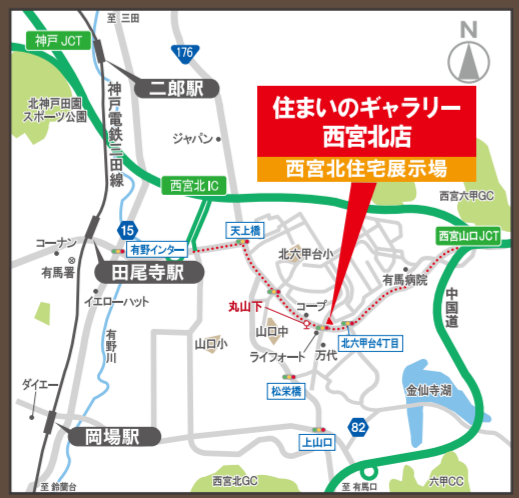 至 三田
神戸JCT
176
N
二郎駅
北神戸田園
スポーツ公園
神戸電鉄三田線
住まいのギャラリー
西宮北店
西宮北住宅展示場
ジャパン
西宮北IC
西宮六甲GC
15
天上橋
西宮山口JCT
コーナン
有野インター
北六甲台小
有馬署
田尾寺駅
有馬病院
イエローハット
丸山下
コープ
中国道
有野川
山口小
山口中
北六甲台4丁目
ライフォート
万代
ダイエー
松栄橋
金仙寺湖
岡場駅
上山口
82
至 鈴蘭台
西宮北GC
至 有馬口
六甲CC